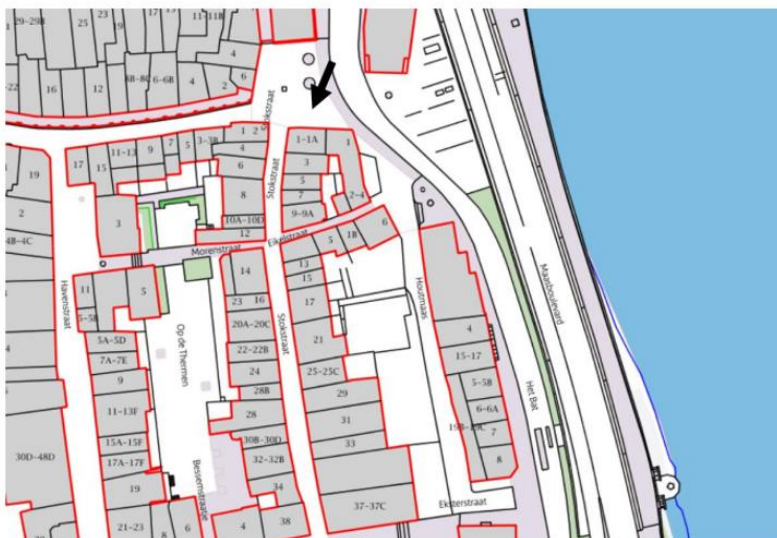 29-29B
25
23
19
17
11-11B
22
16
12
8B-8C
6-6B
4
2
4
6
Stokstraat
19
17
15
11-13
9
7
5
3-3B
1
2
4
6
8
10A-10D
12
1-1A
1
3
5
7
9-9A
2-4
Stokstraat
2
4B-4C
3
Morenstraat
Eikelstraat
5
1B
6
Havenstraat
11
5
14
13
15
17
23
16
20A-20C
21
22-22B
24
25-25C
28B
29
28
31
30B-30D
33
32-32B
34
37-37C
38
4
Stokstraat
Op de Thermen
Bessemstraatje
5A-5D
7A-7E
9
11-13F
15A-15F
17A-17F
19
21-23
8
6
30D-48D
Houtmaas
4
15-17
5-5B
6-6A
7
8
Het Bat
Maasboulevard
Eksterstraat